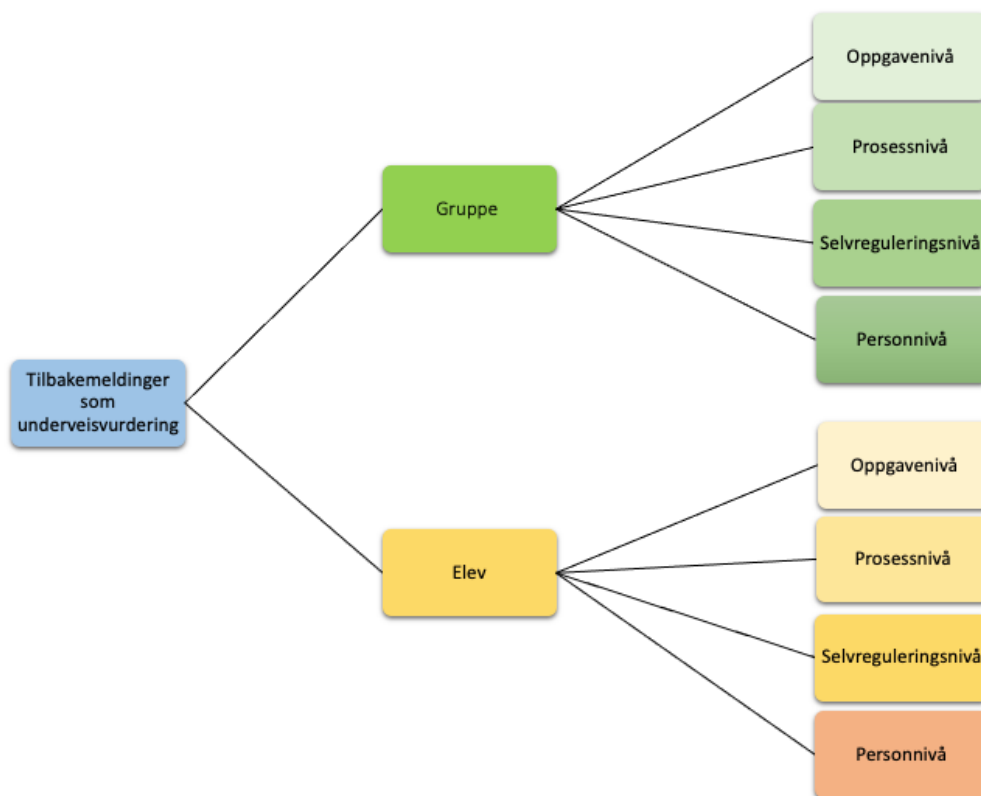 Oppgavenivå
Prosessnivå
Gruppe
Selvreguleringsnivå
Personnivå
Tilbakemeldinger
som
underveisvurdering
Oppgavenivå
Prosessnivå
Elev
Selvreguleringsnivå
Personnivå